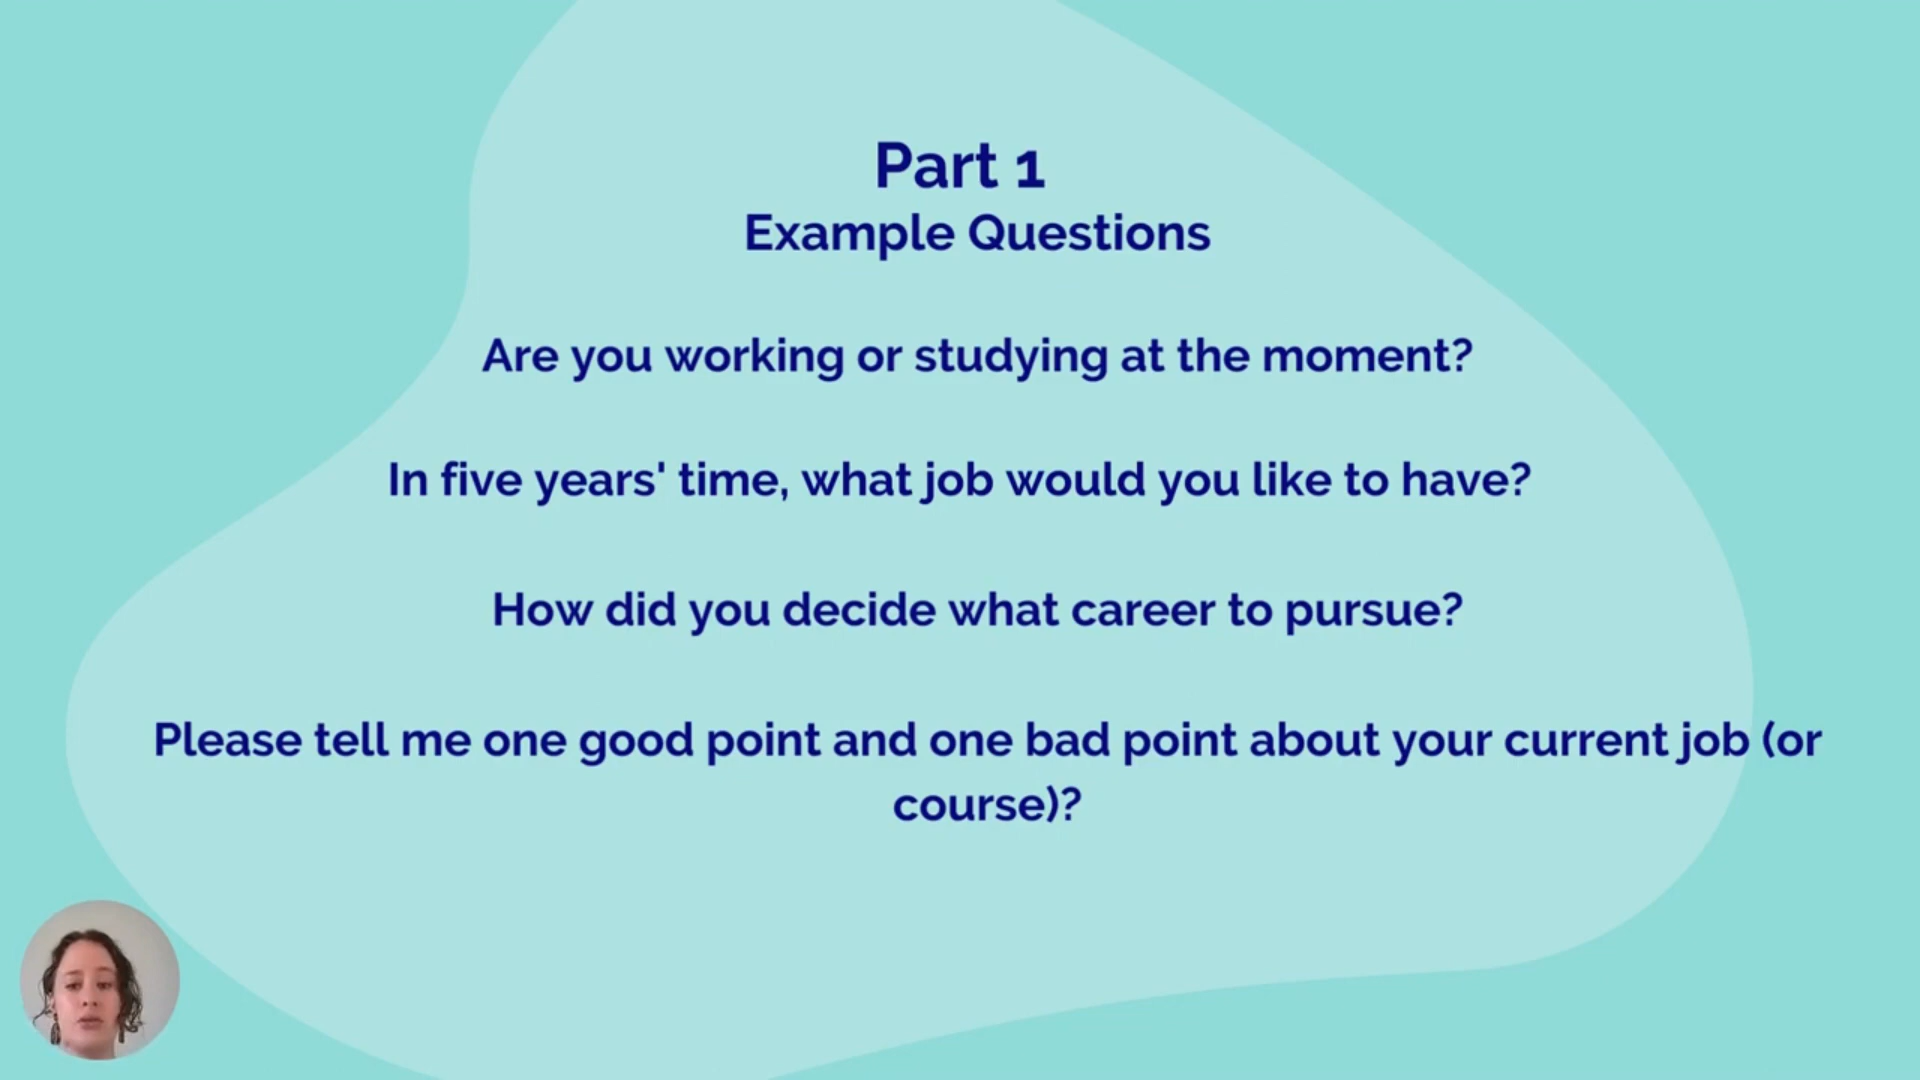 Part 1
Example Questions
Are you working or studying at the moment?
In five years' time, what job would you like to have?
How did you decide what career to pursue?
Please tell me one good point and one bad point about your current job (or
course)?